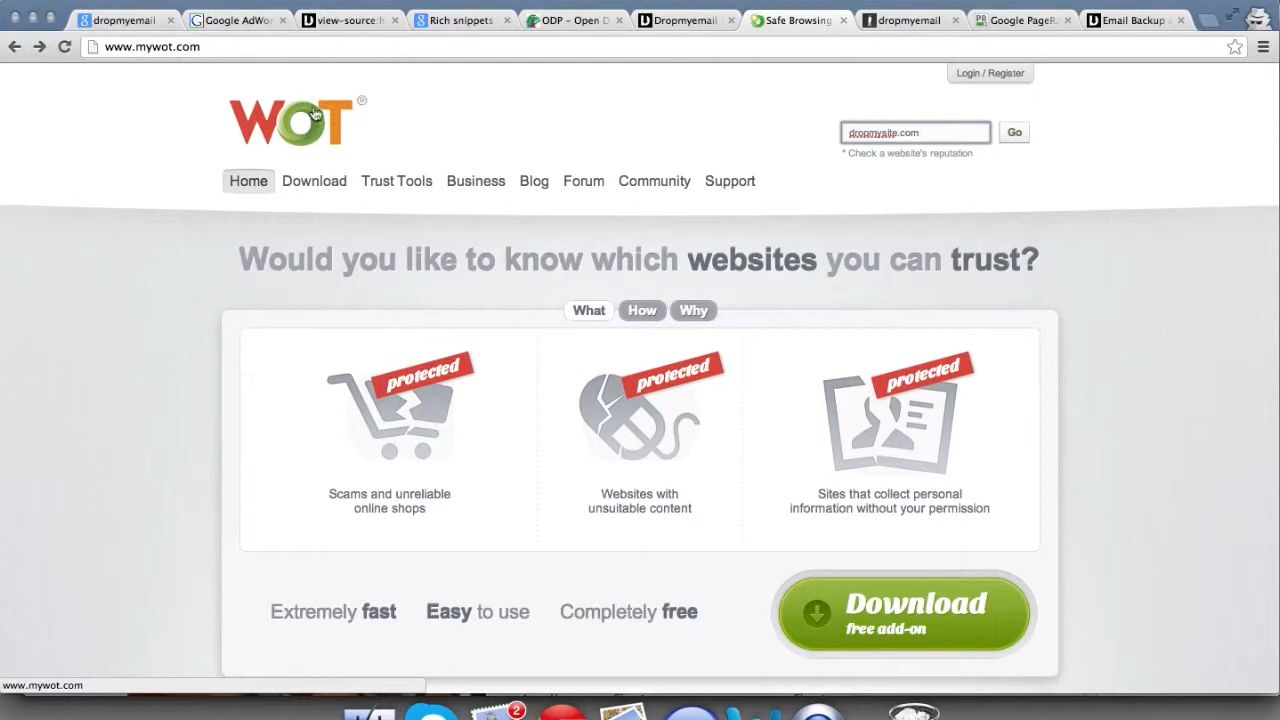 dropmyemail
Google AdWor
view-source:h
Rich snippets
ODP – Open D
Dropmyemail
Safe Browsing
dropmyemail
Google PageR
Email Backup
www.mywot.com
Login / Register
WOT®
dropmysite.com
Go
* Check a website's reputation
Home Download Trust Tools Business Blog Forum Community Support
Would you like to know which websites you can trust?
What How Why
protected
protected
protected
Scams and unreliable
online shops
Websites with
unsuitable content
Sites that collect personal
information without your permission
Extremely fast Easy to use Completely free
Download
free add-on
www.mywot.com
2